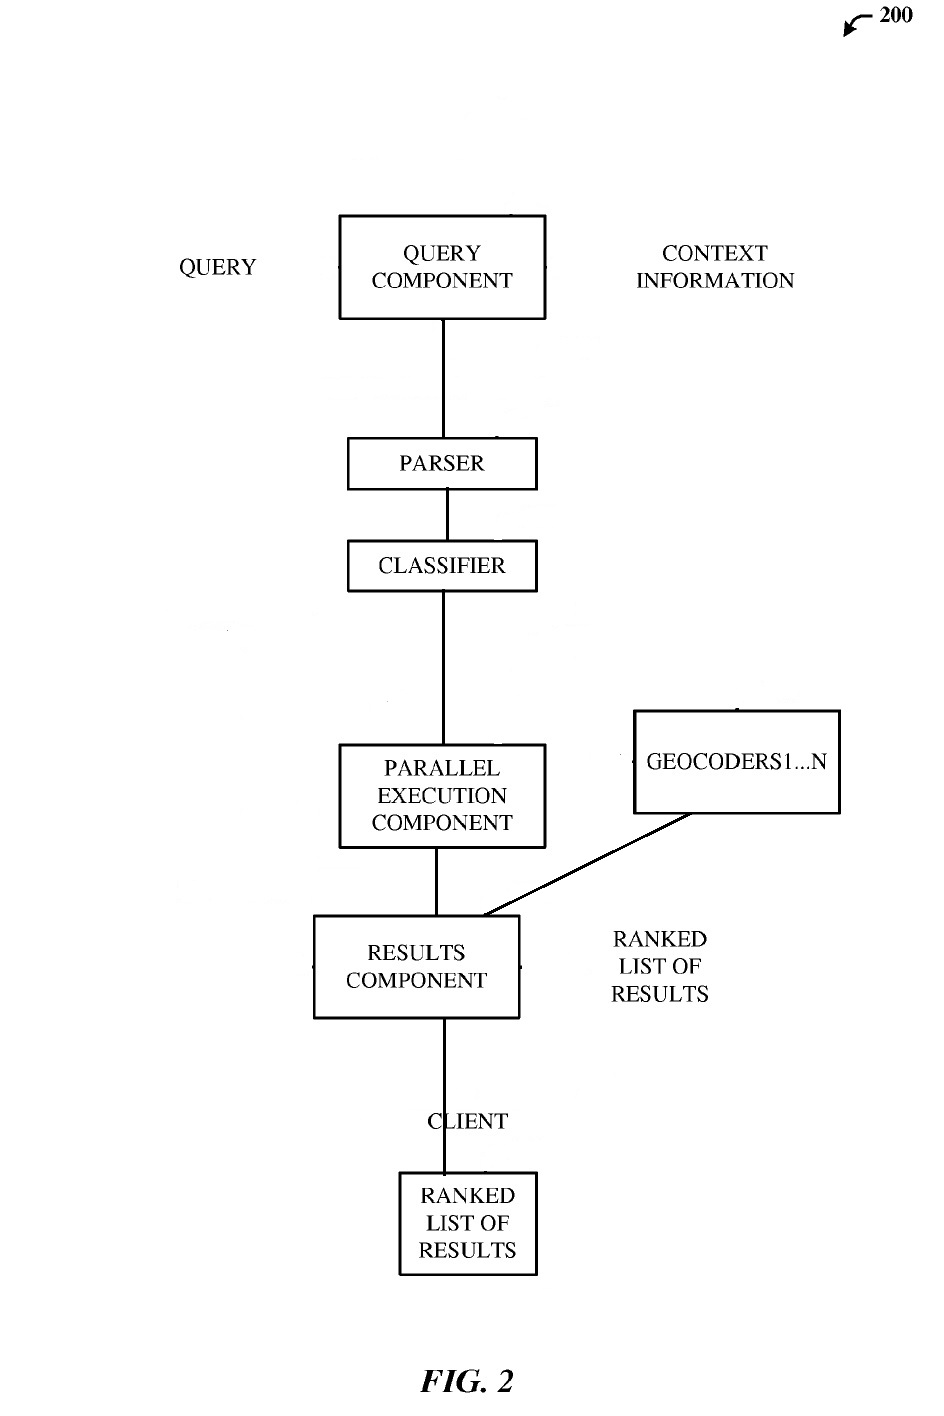 200
QUERY
QUERY
COMPONENT
CONTEXT
INFORMATION
PARSER
CLASSIFIER
PARALLEL
EXECUTION
COMPONENT
GEOCODERS1...N
RESULTS
COMPONENT
RANKED
LIST OF
RESULTS
CLIENT
RANKED
LIST OF
RESULTS
FIG. 2